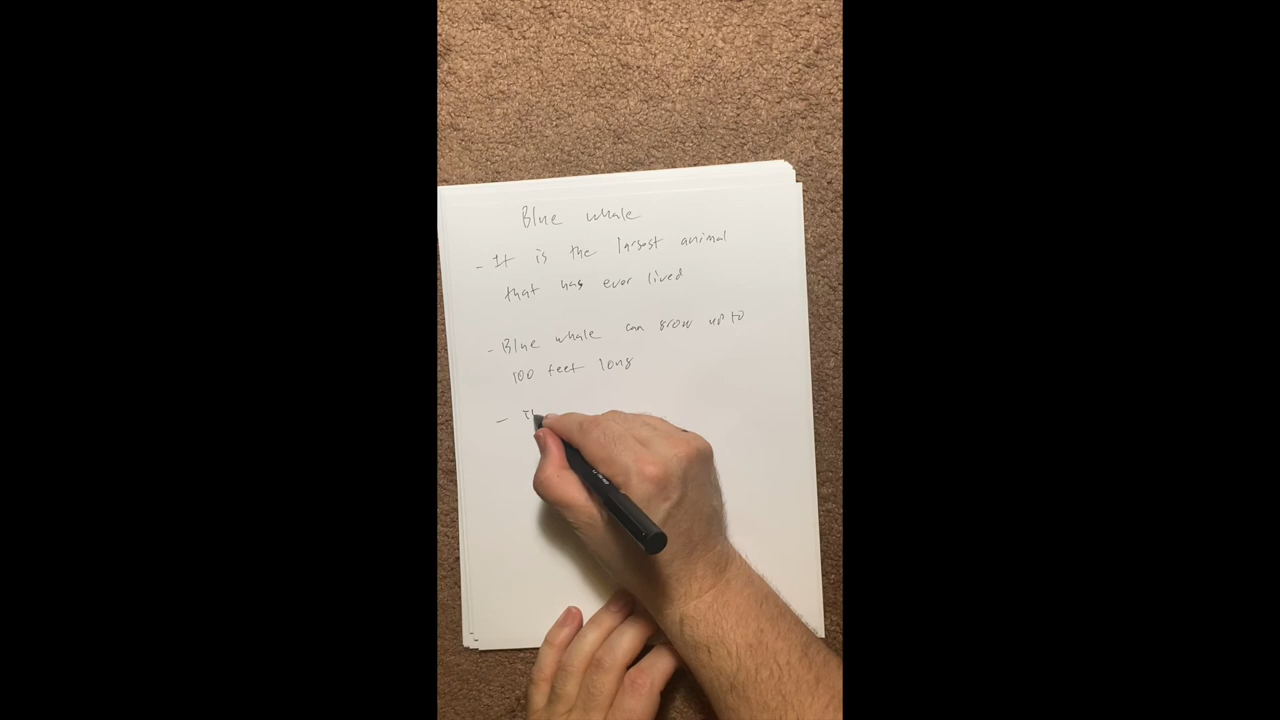 Blue whale
- It is the largest animal
that has ever lived
- Blue whale can grow up to
100 feet long
-